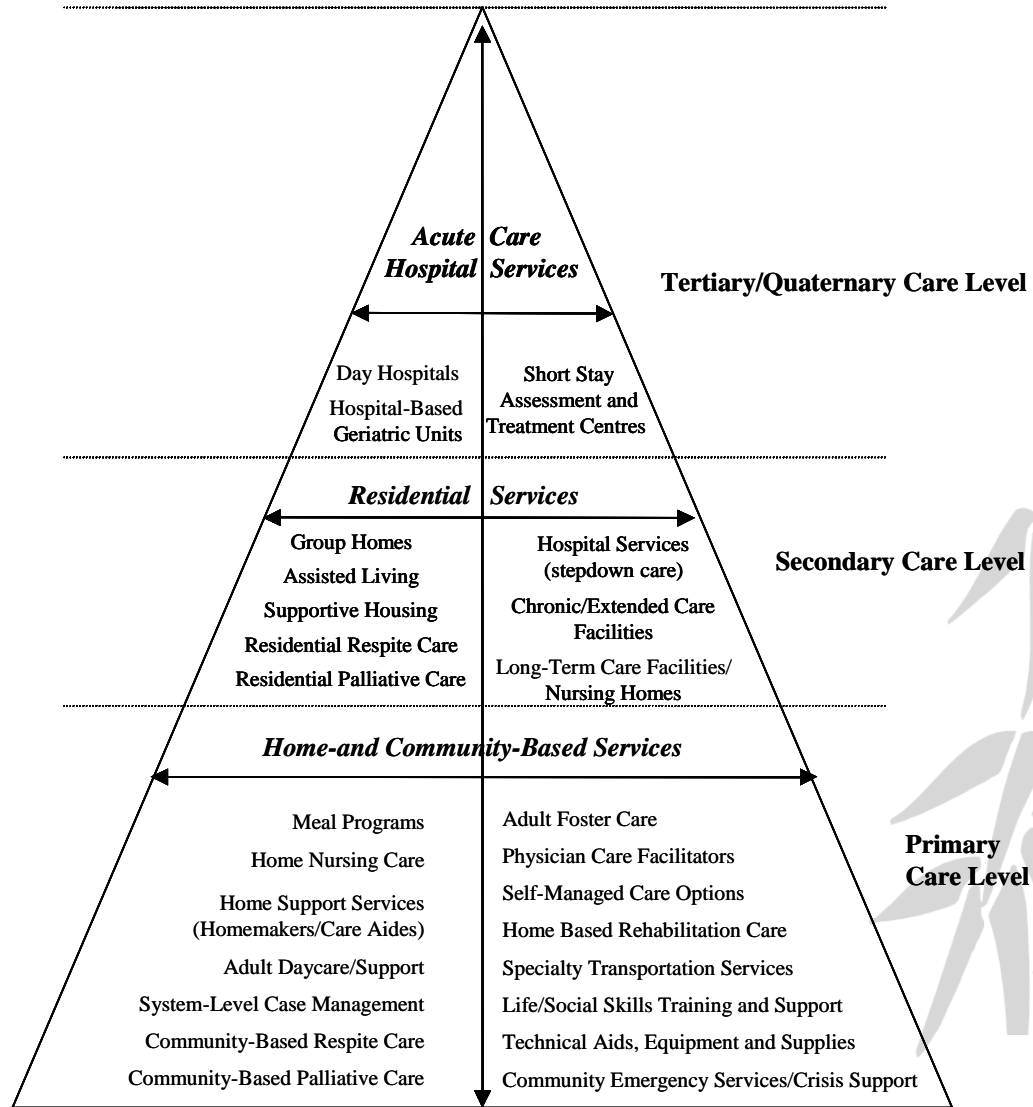 Acute Care
Hospital Services
Tertiary/Quaternary Care Level
Day Hospitals
Hospital-Based
Geriatric Units
Short Stay
Assessment and
Treatment Centres
Residential Services
Secondary Care Level
Group Homes
Assisted Living
Supportive Housing
Residential Respite Care
Residential Palliative Care
Hospital Services
(stepdown care)
Chronic/Extended Care
Facilities
Long-Term Care Facilities/
Nursing Homes
Home-and Community-Based Services
Primary
Care Level
Meal Programs
Home Nursing Care
Home Support Services
(Homemakers/Care Aides)
Adult Daycare/Support
System-Level Case Management
Community-Based Respite Care
Community-Based Palliative Care
Adult Foster Care
Physician Care Facilitators
Self-Managed Care Options
Home Based Rehabilitation Care
Specialty Transportation Services
Life/Social Skills Training and Support
Technical Aids, Equipment and Supplies
Community Emergency Services/Crisis Support